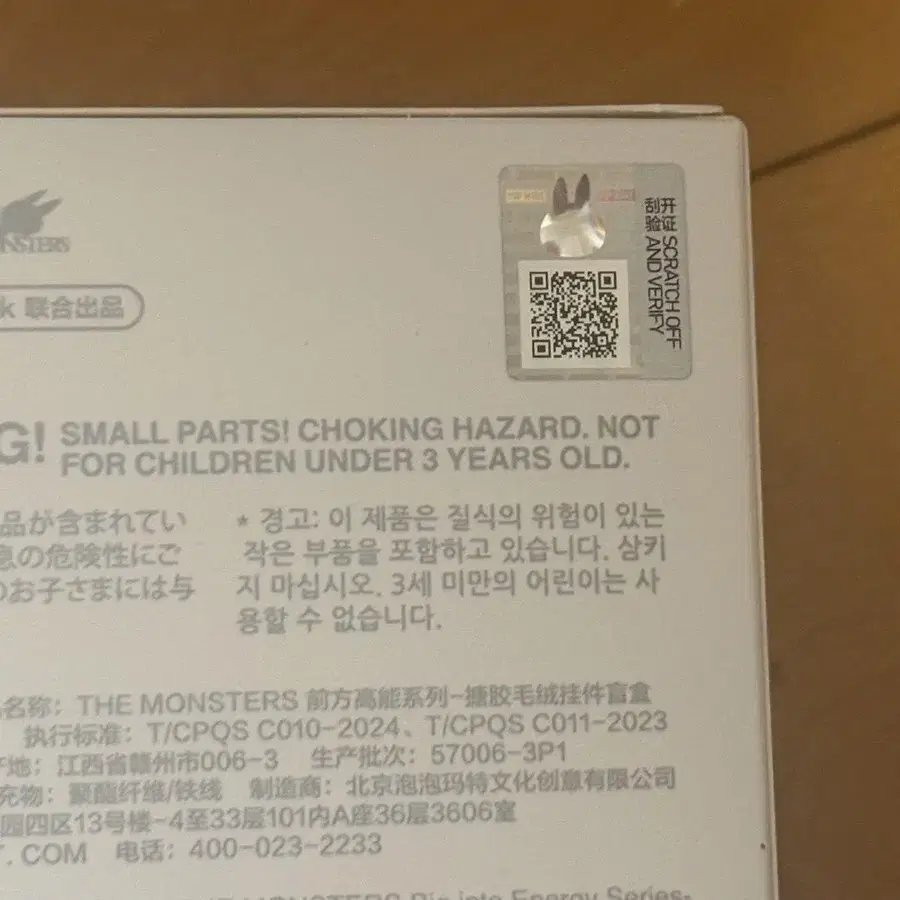 MONSTERS
k 联合出品
刮开
验证 SCRATCH OFF
AND VERIFY
G! SMALL PARTS! CHOKING HAZARD. NOT
FOR CHILDREN UNDER 3 YEARS OLD.
品が含まれてい
息の危険性にご
のお子さまには与
* 경고: 이 제품은 질식의 위험이 있는
작은 부품을 포함하고 있습니다. 삼키
지 마십시오. 3세 미만의 어린이는 사
용할 수 없습니다.
名称: THE MONSTERS 前方高能系列-搪胶毛绒挂件盲盒
执行标准: T/CPQS C010-2024、T/CPQS C011-2023
产地: 江西省赣州市006-3 生产批次: 57006-3P1
充物: 聚酯纤维/铁线 制造商: 北京泡泡玛特文化创意有限公司
园四区13号楼-4至33层101内A座36层3606室
. COM 电话: 400-023-2233
MONSTERS Big into Energy Series-